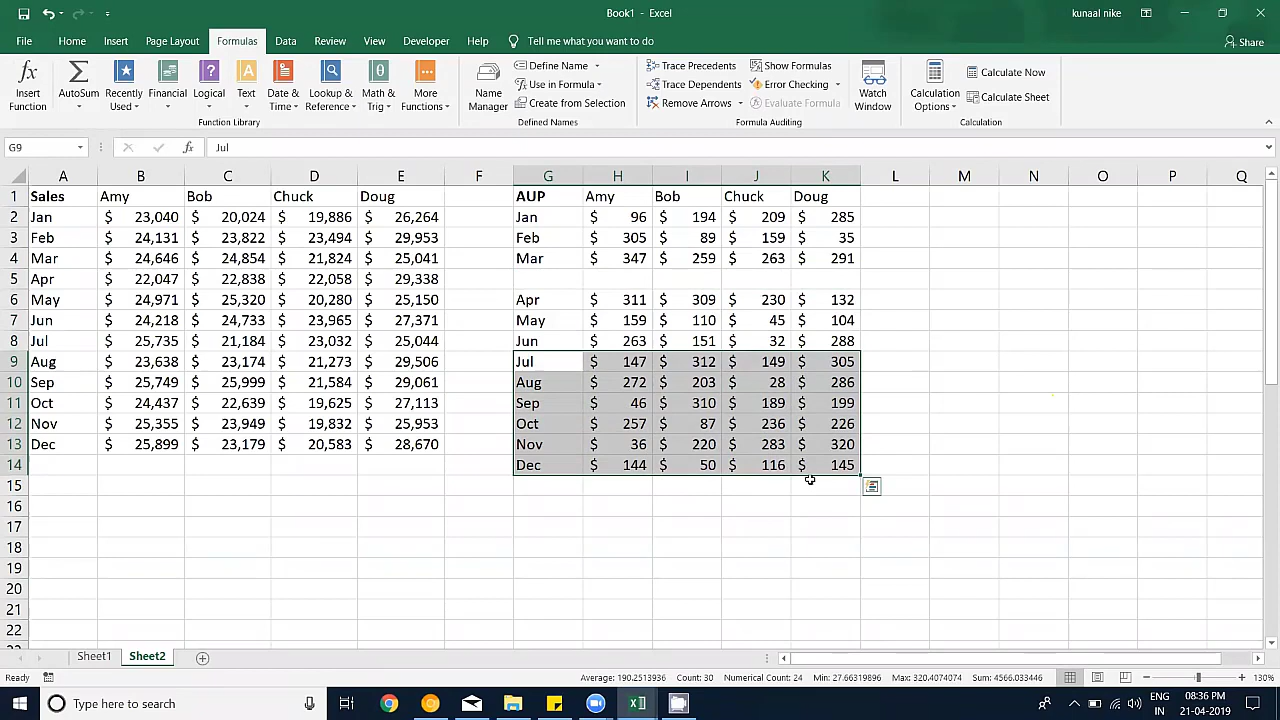 Book1 - Excel
kunaal nike
File Home Insert Page Layout Formulas Data Review View Developer Help Tell me what you want to do Share
Insert Function
AutoSum
Recently Used
Financial
Logical
Text
Date & Time
Lookup & Reference
Math & Trig
More Functions
Function Library
Name Manager
Define Name
Use in Formula
Create from Selection
Defined Names
Trace Precedents
Trace Dependents
Remove Arrows
Show Formulas
Error Checking
Evaluate Formula
Formula Auditing
Watch Window
Calculation Options
Calculate Now
Calculate Sheet
Calculation
G9 fx Jul
A B C D E F G H I J K L M N O P Q
1 Sales Amy Bob Chuck Doug AUP Amy Bob Chuck Doug
2 Jan $ 23,040 $ 20,024 $ 19,886 $ 26,264 Jan $ 96 $ 194 $ 209 $ 285
3 Feb $ 24,131 $ 23,822 $ 23,494 $ 29,953 Feb $ 305 $ 89 $ 159 $ 35
4 Mar $ 24,646 $ 24,854 $ 21,824 $ 25,041 Mar $ 347 $ 259 $ 263 $ 291
5 Apr $ 22,047 $ 22,838 $ 22,058 $ 29,338
6 May $ 24,971 $ 25,320 $ 20,280 $ 25,150 Apr $ 311 $ 309 $ 230 $ 132
7 Jun $ 24,218 $ 24,733 $ 23,965 $ 27,371 May $ 159 $ 110 $ 45 $ 104
8 Jul $ 25,735 $ 21,184 $ 23,032 $ 25,044 Jun $ 263 $ 151 $ 32 $ 288
9 Aug $ 23,638 $ 23,174 $ 21,273 $ 29,506 Jul $ 147 $ 312 $ 149 $ 305
10 Sep $ 25,749 $ 25,999 $ 21,584 $ 29,061 Aug $ 272 $ 203 $ 28 $ 286
11 Oct $ 24,437 $ 22,639 $ 19,625 $ 27,113 Sep $ 46 $ 310 $ 189 $ 199
12 Nov $ 25,355 $ 23,949 $ 19,832 $ 25,953 Oct $ 257 $ 87 $ 236 $ 226
13 Dec $ 25,899 $ 23,179 $ 20,583 $ 28,670 Nov $ 36 $ 220 $ 283 $ 320
14 Dec $ 144 $ 50 $ 116 $ 145
15
16
17
18
19
20
21
22
Sheet1 Sheet2
Ready Average: 190.2513936 Count: 30 Numerical Count: 24 Min: 27.66319896 Max: 320.4074074 Sum: 4566.033446 130%
Type here to search
ENG 08:36 PM
IN 21-04-2019